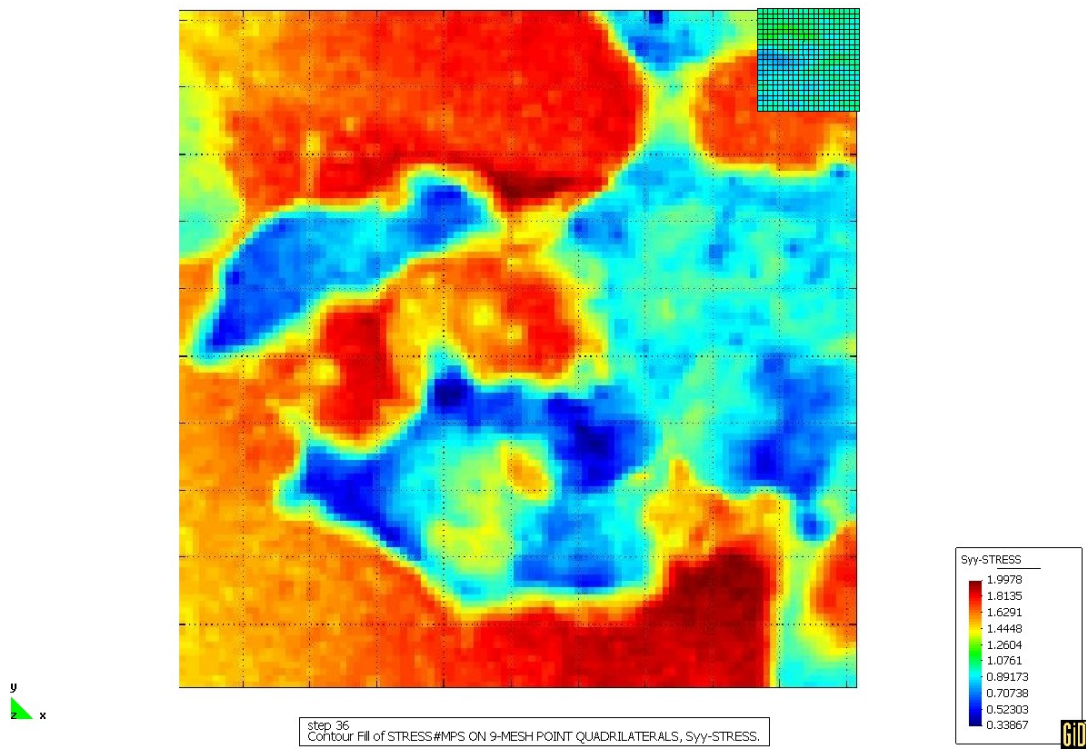 Syy-STRESS
1.9978
1.8135
1.6291
1.4448
1.2604
1.0761
0.89173
0.70738
0.52303
0.33867
y
z x
step 36
Contour Fill of STRESS#MPS ON 9-MESH POINT QUADRILATERALS, Syy-STRESS.
GiD